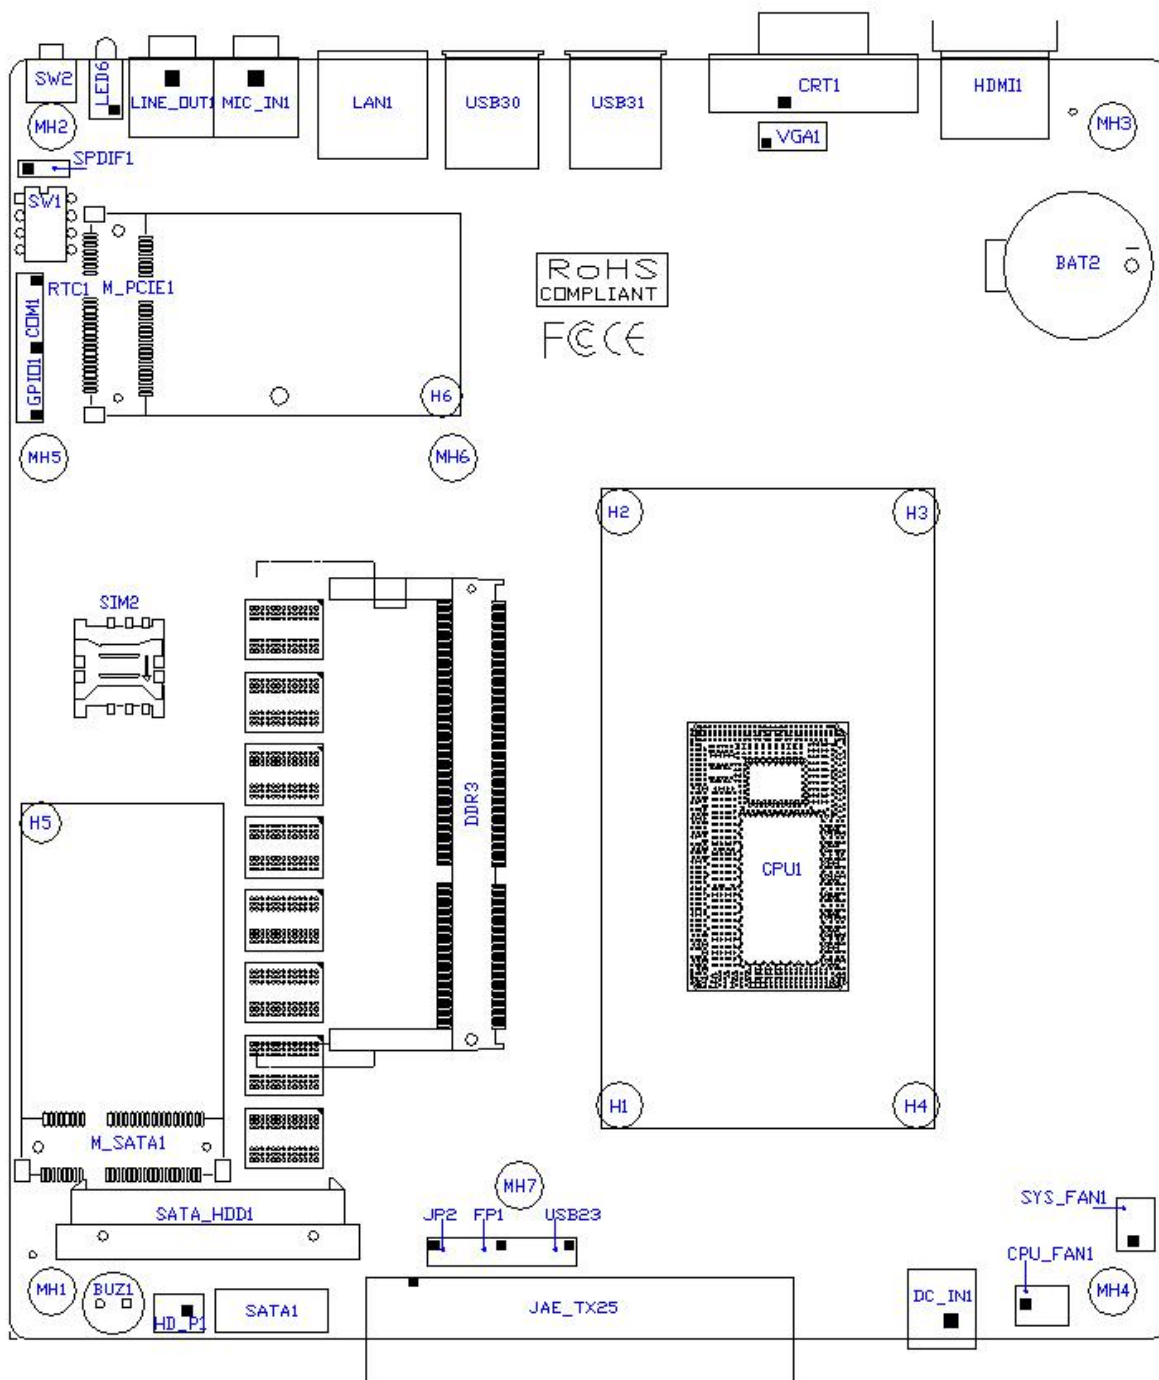 SW2
LED6
LINE_OUT1
MIC_IN1
LAN1
USB30
USB31
CRT1
HDMI1
MH2
VGA1
MH3
SPDIF1
SW1
RTC1
M_PCIE1
RoHS
COMPLIANT
BAT2
COM1
GPIO1
FC CE
H6
MH5
MH6
H2
H3
SIM2
DDR3
H5
CPU1
H1
H4
M_SATA1
MH7
SYS_FAN1
SATA_HDD1
JP2
FP1
USB23
CPU_FAN1
MH1
BUZ1
HD_P1
SATA1
JAE_TX25
DC_IN1
MH4